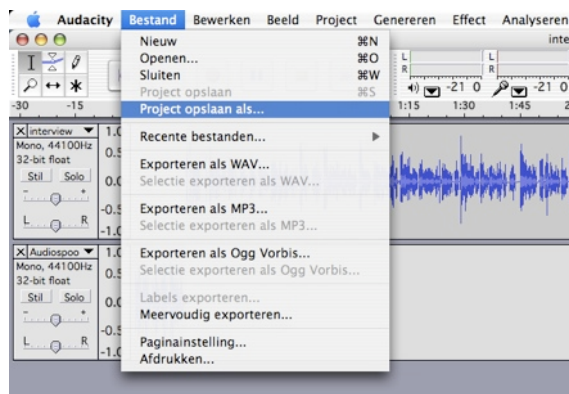 Audacity Bestand Bewerken Beeld Project Genereren Effect Analyseren
inte
Nieuw ⌘N
Openen... ⌘O
Sluiten ⌘W
Project opslaan ⌘S
Project opslaan als...
Recente bestanden...
Exporteren als WAV...
Selectie exporteren als WAV...
Exporteren als MP3...
Selectie exporteren als MP3...
Exporteren als Ogg Vorbis...
Selectie exporteren als Ogg Vorbis...
Labels exporteren...
Meervoudig exporteren...
Paginainstelling...
Afdrukken...
L L
R R
-21 0 -21 0
-30 -15 1:15 1:30 1:45 2
interview 1.0
Mono, 44100Hz
32-bit float 0.5
Stil Solo 0.0
- +
-0.5
L R
-1.0
Audiospoo 1.0
Mono, 44100Hz
32-bit float 0.5
Stil Solo 0.0
- +
-0.5
L R
-1.0